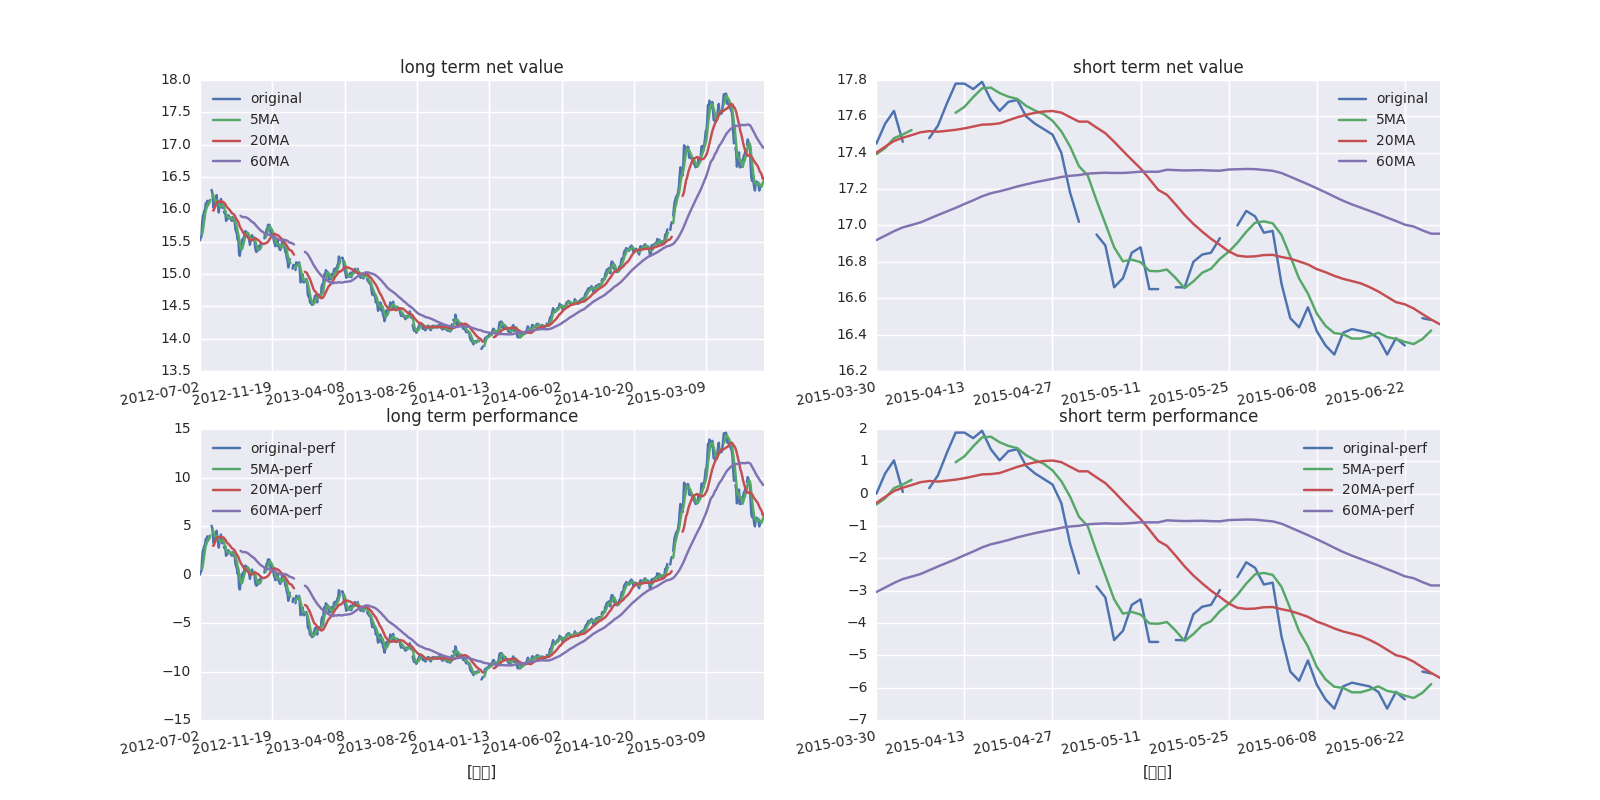 long term net value
18.0
17.5
17.0
16.5
16.0
15.5
15.0
14.5
14.0
13.5
original
5MA
20MA
60MA
2012-07-02 2012-11-19 2013-04-08 2013-08-26 2014-01-13 2014-06-02 2014-10-20 2015-03-09
short term net value
17.8
17.6
17.4
17.2
17.0
16.8
16.6
16.4
16.2
original
5MA
20MA
60MA
2015-03-30 2015-04-13 2015-04-27 2015-05-11 2015-05-25 2015-06-08 2015-06-22
long term performance
15
10
5
0
−5
−10
−15
original-perf
5MA-perf
20MA-perf
60MA-perf
2012-07-02 2012-11-19 2013-04-08 2013-08-26 2014-01-13 2014-06-02 2014-10-20 2015-03-09
short term performance
2
1
0
−1
−2
−3
−4
−5
−6
−7
original-perf
5MA-perf
20MA-perf
60MA-perf
2015-03-30 2015-04-13 2015-04-27 2015-05-11 2015-05-25 2015-06-08 2015-06-22